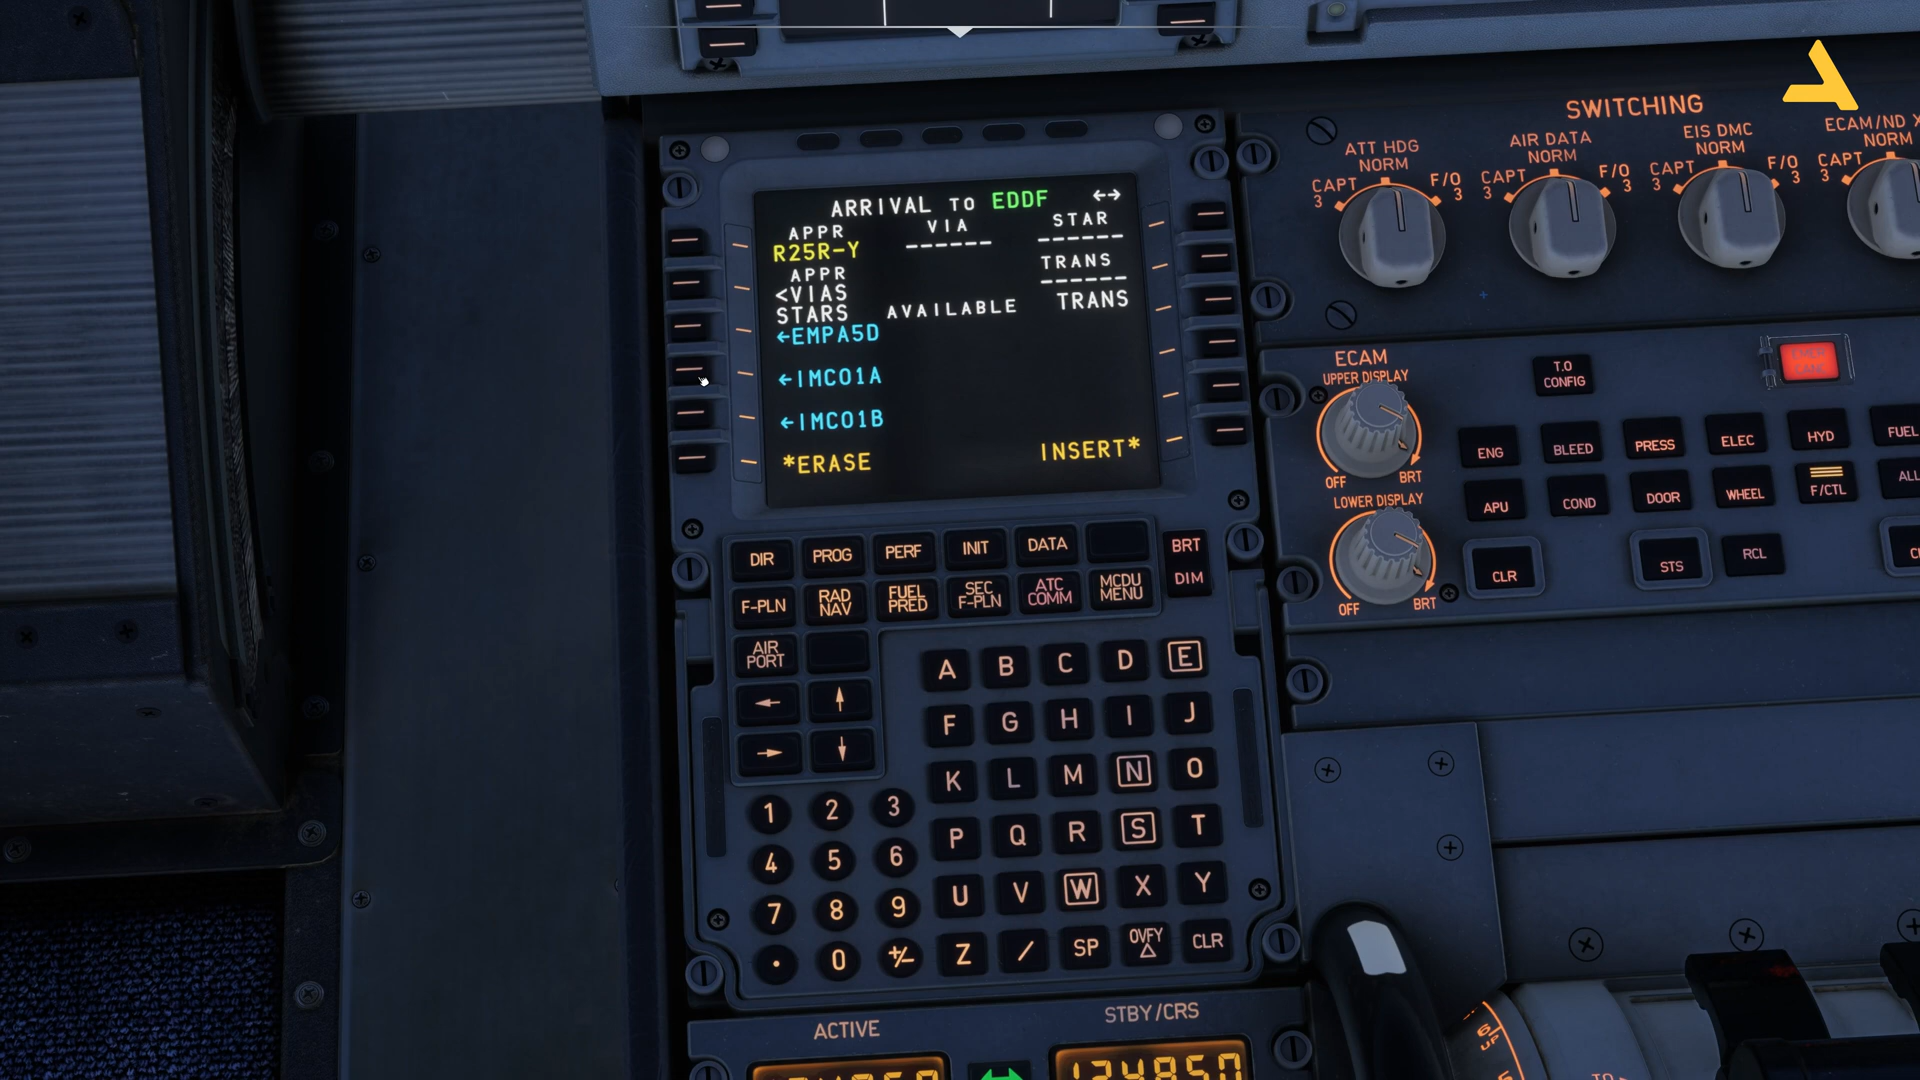 ARRIVAL TO EDDF ←→
APPR VIA STAR
R25R-Y ------ ------
APPR TRANS
<VIAS ------
STARS AVAILABLE TRANS
←EMPA5D
←IMCO1A
←IMCO1B
*ERASE INSERT*
DIR PROG PERF INIT DATA BRT
F-PLN RAD NAV FUEL PRED SEC F-PLN ATC COMM MCDU MENU DIM
AIR PORT
← ↑
→ ↓
A B C D E
F G H I J
K L M N O
P Q R S T
U V W X Y
Z / SP OVFY △ CLR
1 2 3
4 5 6
7 8 9
. 0 +/-
ACTIVE STBY/CRS
124850
SWITCHING
ATT HDG AIR DATA EIS DMC ECAM/ND
NORM NORM NORM NORM
CAPT F/O CAPT F/O CAPT F/O CAPT
3 3 3 3 3 3 3
ECAM
UPPER DISPLAY
OFF BRT
LOWER DISPLAY
OFF BRT
T.O CONFIG
ENG BLEED PRESS ELEC HYD FUEL
APU COND DOOR WHEEL F/CTL ALL
CLR STS RCL
6
UP